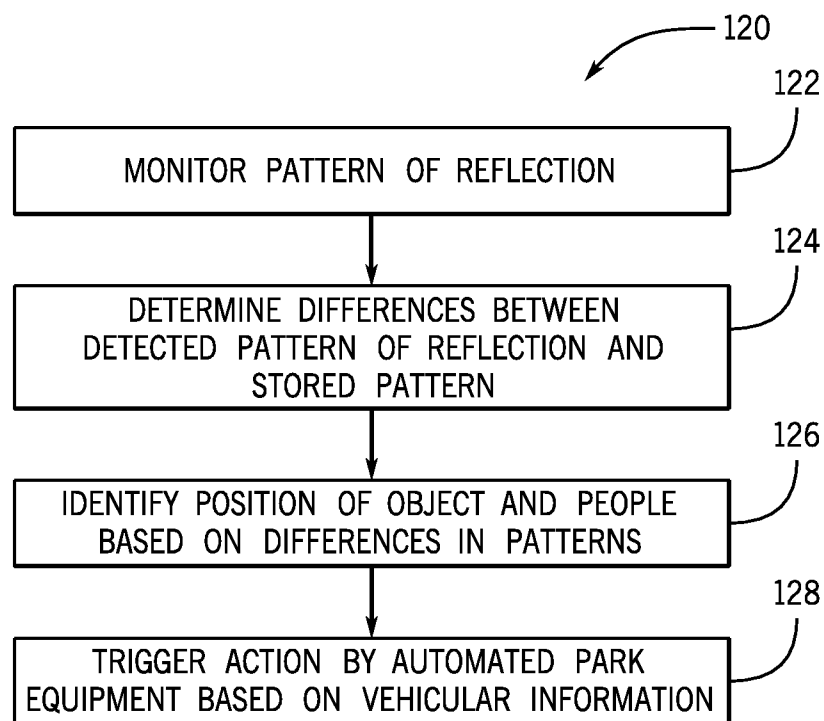 120
122
MONITOR PATTERN OF REFLECTION
124
DETERMINE DIFFERENCES BETWEEN
DETECTED PATTERN OF REFLECTION AND
STORED PATTERN
126
IDENTIFY POSITION OF OBJECT AND PEOPLE
BASED ON DIFFERENCES IN PATTERNS
128
TRIGGER ACTION BY AUTOMATED PARK
EQUIPMENT BASED ON VEHICULAR INFORMATION